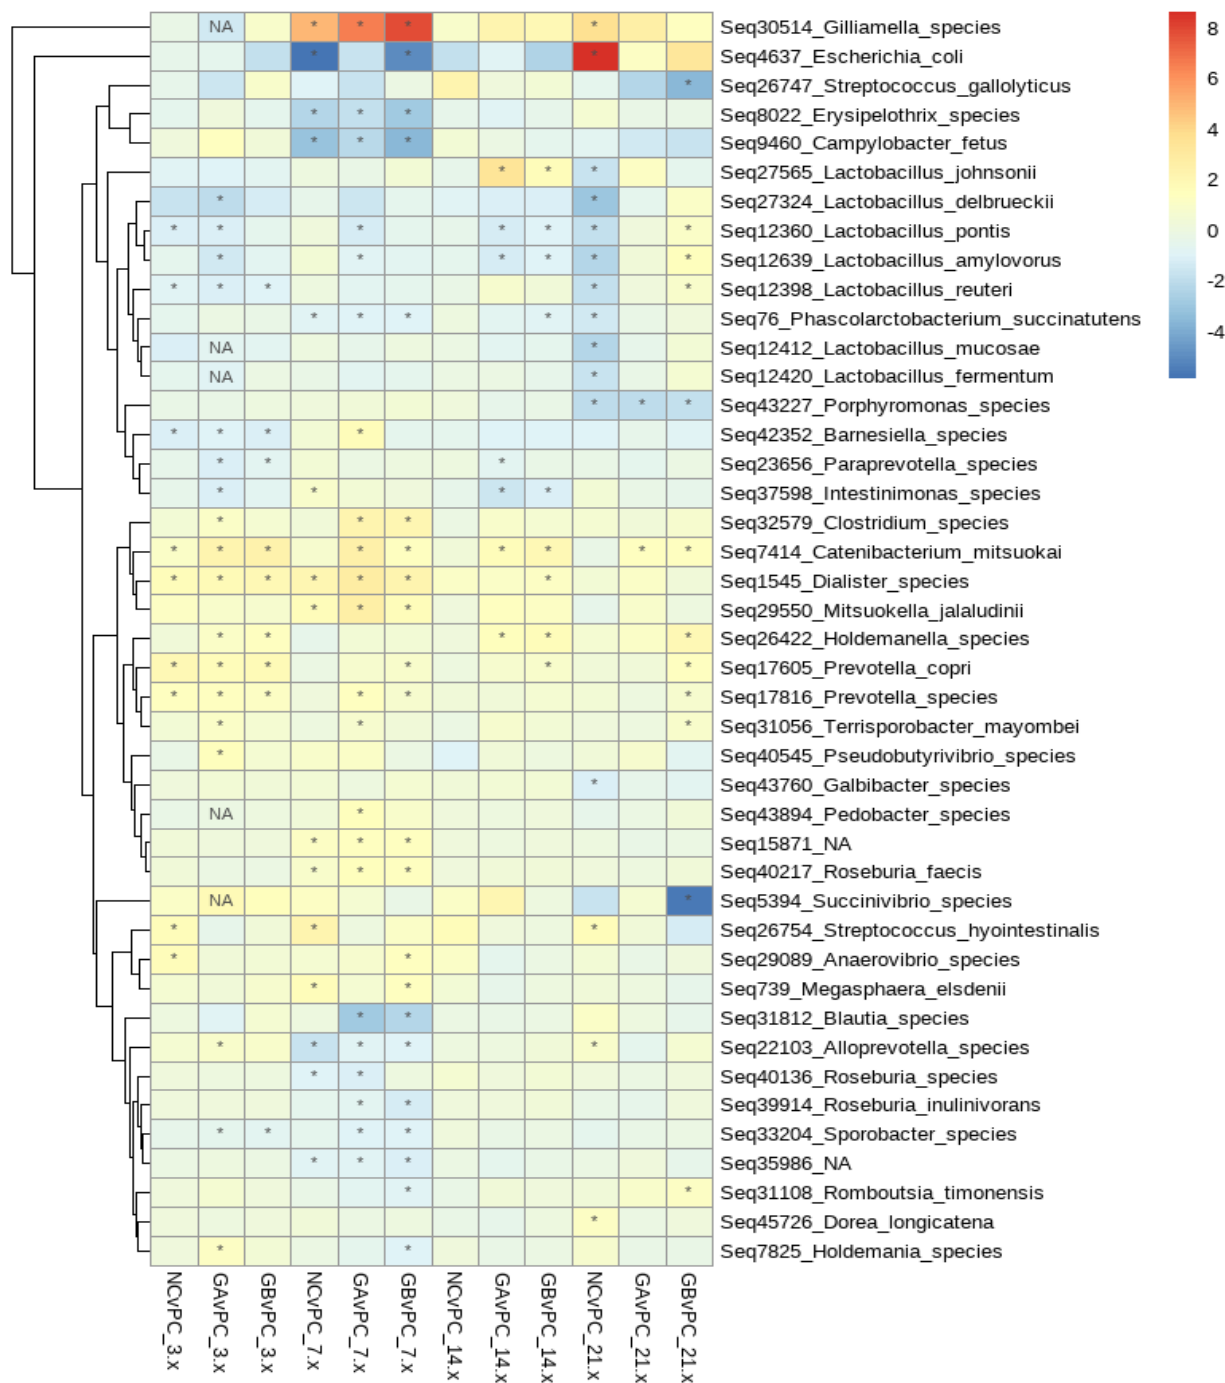 NA * * * * Seq30514_Gilliamella_species
* * * Seq4637_Escherichia_coli
* Seq26747_Streptococcus_gallolyticus
* * * Seq8022_Erysipelothrix_species
* * * Seq9460_Campylobacter_fetus
* * * Seq27565_Lactobacillus_johnsonii
* * Seq27324_Lactobacillus_delbrueckii
* * * * * * * Seq12360_Lactobacillus_pontis
* * * * * * Seq12639_Lactobacillus_amylovorus
* * * * * Seq12398_Lactobacillus_reuteri
* * * * * Seq76_Phascolarctobacterium_succinatutens
NA * Seq12412_Lactobacillus_mucosae
NA * Seq12420_Lactobacillus_fermentum
* * * Seq43227_Porphyromonas_species
* * * * Seq42352_Barnesiella_species
* * * Seq23656_Paraprevotella_species
* * * * Seq37598_Intestinimonas_species
* * * Seq32579_Clostridium_species
* * * * * * * * * Seq7414_Catenibacterium_mitsuokai
* * * * * * * Seq1545_Dialister_species
* * * Seq29550_Mitsuokella_jalaludinii
* * * * * Seq26422_Holdemanella_species
* * * * * * Seq17605_Prevotella_copri
* * * * * * Seq17816_Prevotella_species
* * * Seq31056_Terrisporobacter_mayombei
* Seq40545_Pseudobutyrivibrio_species
* Seq43760_Galbibacter_species
NA * Seq43894_Pedobacter_species
* * * Seq15871_NA
* * * Seq40217_Roseburia_faecis
NA * Seq5394_Succinivibrio_species
* * * Seq26754_Streptococcus_hyointestinalis
* * Seq29089_Anaerovibrio_species
* * Seq739_Megasphaera_elsdenii
* * Seq31812_Blautia_species
* * * * * Seq22103_Alloprevotella_species
* * Seq40136_Roseburia_species
* * Seq39914_Roseburia_inulinivorans
* * * * Seq33204_Sporobacter_species
* * * Seq35986_NA
* * Seq31108_Romboutsia_timonensis
* Seq45726_Dorea_longicatena
* * Seq7825_Holdemania_species
NCvPC_3.x
GAvPC_3.x
GBvPC_3.x
NCvPC_7.x
GAvPC_7.x
GBvPC_7.x
NCvPC_14.x
GAvPC_14.x
GBvPC_14.x
NCvPC_21.x
GAvPC_21.x
GBvPC_21.x
8
6
4
2
0
-2
-4